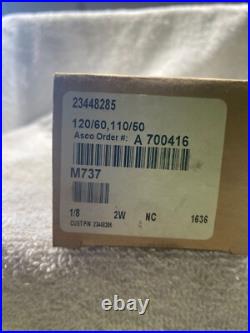 23448285
120/60,110/50
Asco Order #: A 700416
M737
1/8 2W NC 1636
CUST P/N 23448285